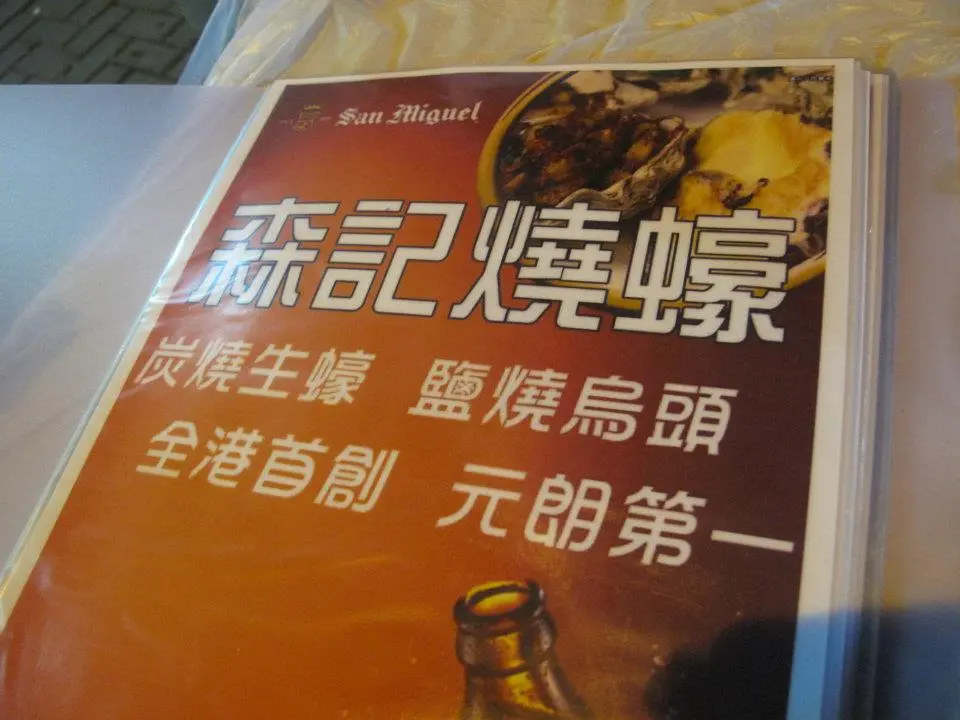 San Miguel
森記燒蠔
炭燒生蠔 鹽燒烏頭
全港首創 元朗第一